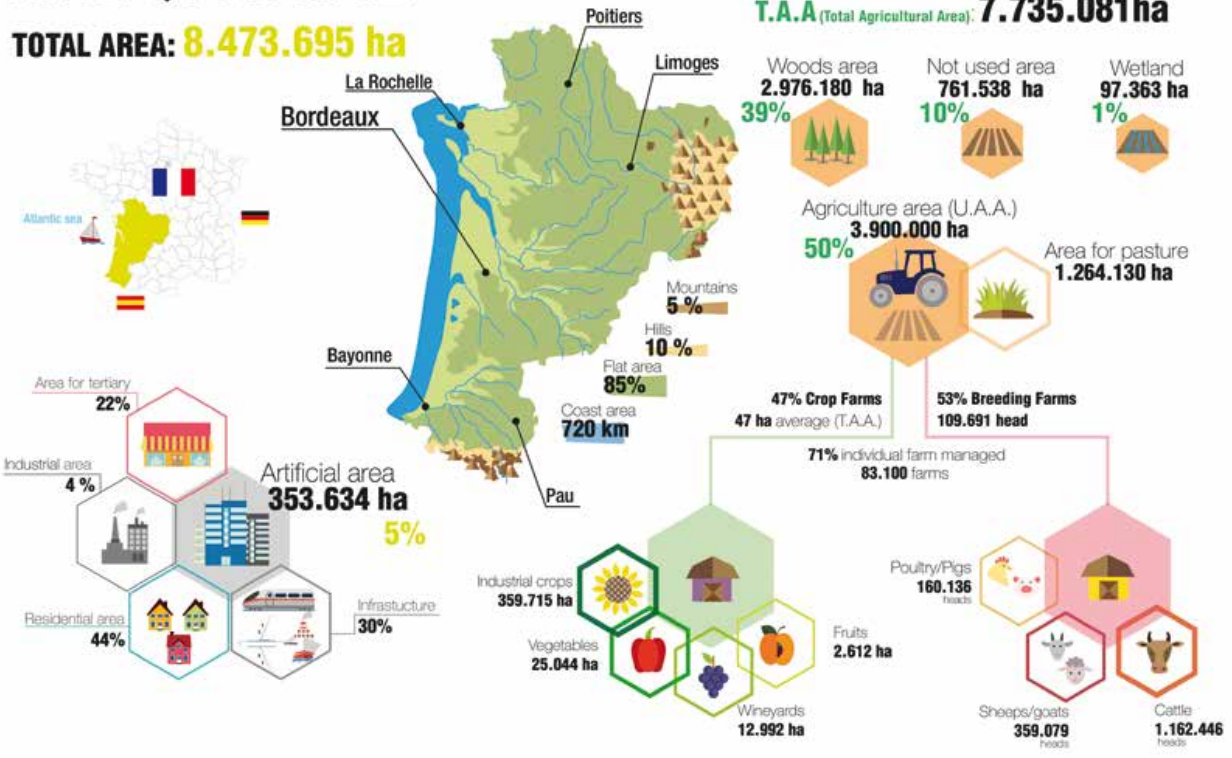 TOTAL AREA: 8.473.695 ha
T.A.A (Total Agricultural Area): 7.735.081ha
Poitiers
Limoges
La Rochelle
Bordeaux
Atlantic sea
Bayonne
Pau
Mountains
5 %
Hills
10 %
Flat area
85%
Coast area
720 km
Woods area
2.976.180 ha
39%
Not used area
761.538 ha
10%
Wetland
97.363 ha
1%
Agriculture area (U.A.A.)
3.900.000 ha
50%
Area for pasture
1.264.130 ha
47% Crop Farms
47 ha average (T.A.A.)
53% Breeding Farms
109.691 head
71% individual farm managed
83.100 farms
Area for tertiary
22%
Industrial area
4 %
Artificial area
353.634 ha
5%
Residential area
44%
Infrastucture
30%
Industrial crops
359.715 ha
Vegetables
25.044 ha
Wineyards
12.992 ha
Fruits
2.612 ha
Poultry/Pigs
160.136
heads
Sheeps/goats
359.079
heads
Cattle
1.162.446
heads